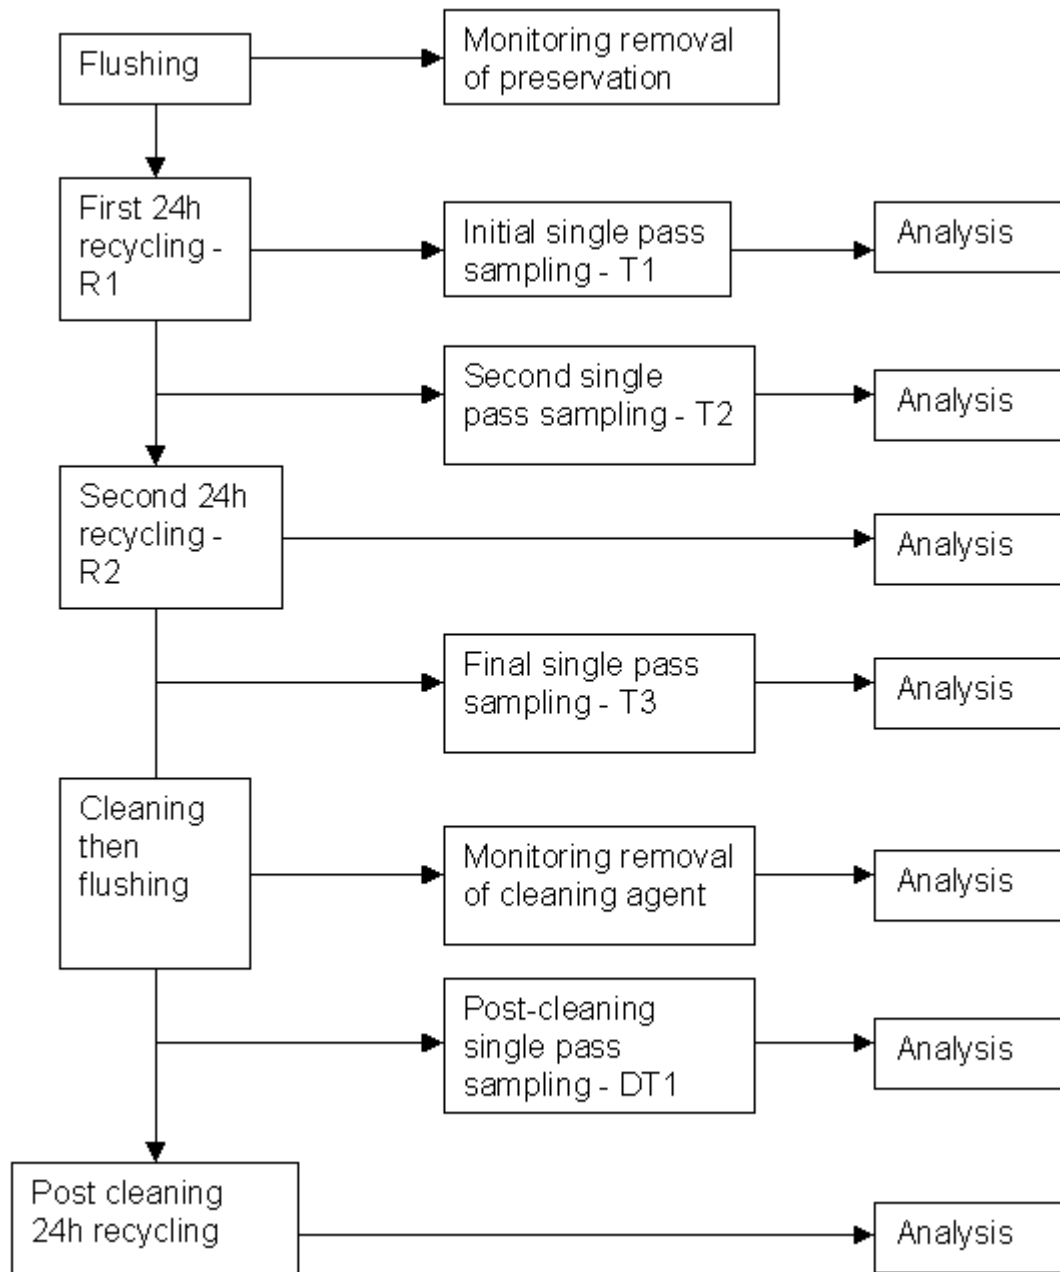 Flushing
Monitoring removal
of preservation
First 24h
recycling -
R1
Initial single pass
sampling - T1
Analysis
Second single
pass sampling - T2
Analysis
Second 24h
recycling -
R2
Analysis
Final single pass
sampling - T3
Analysis
Cleaning
then
flushing
Monitoring removal
of cleaning agent
Analysis
Post-cleaning
single pass
sampling - DT1
Analysis
Post cleaning
24h recycling
Analysis